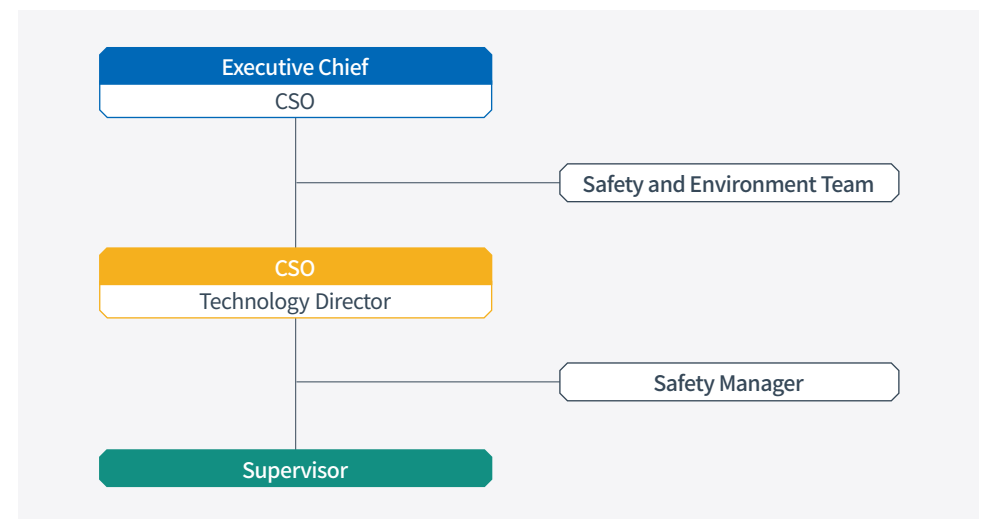 Executive Chief
CSO
Safety and Environment Team
CSO
Technology Director
Safety Manager
Supervisor